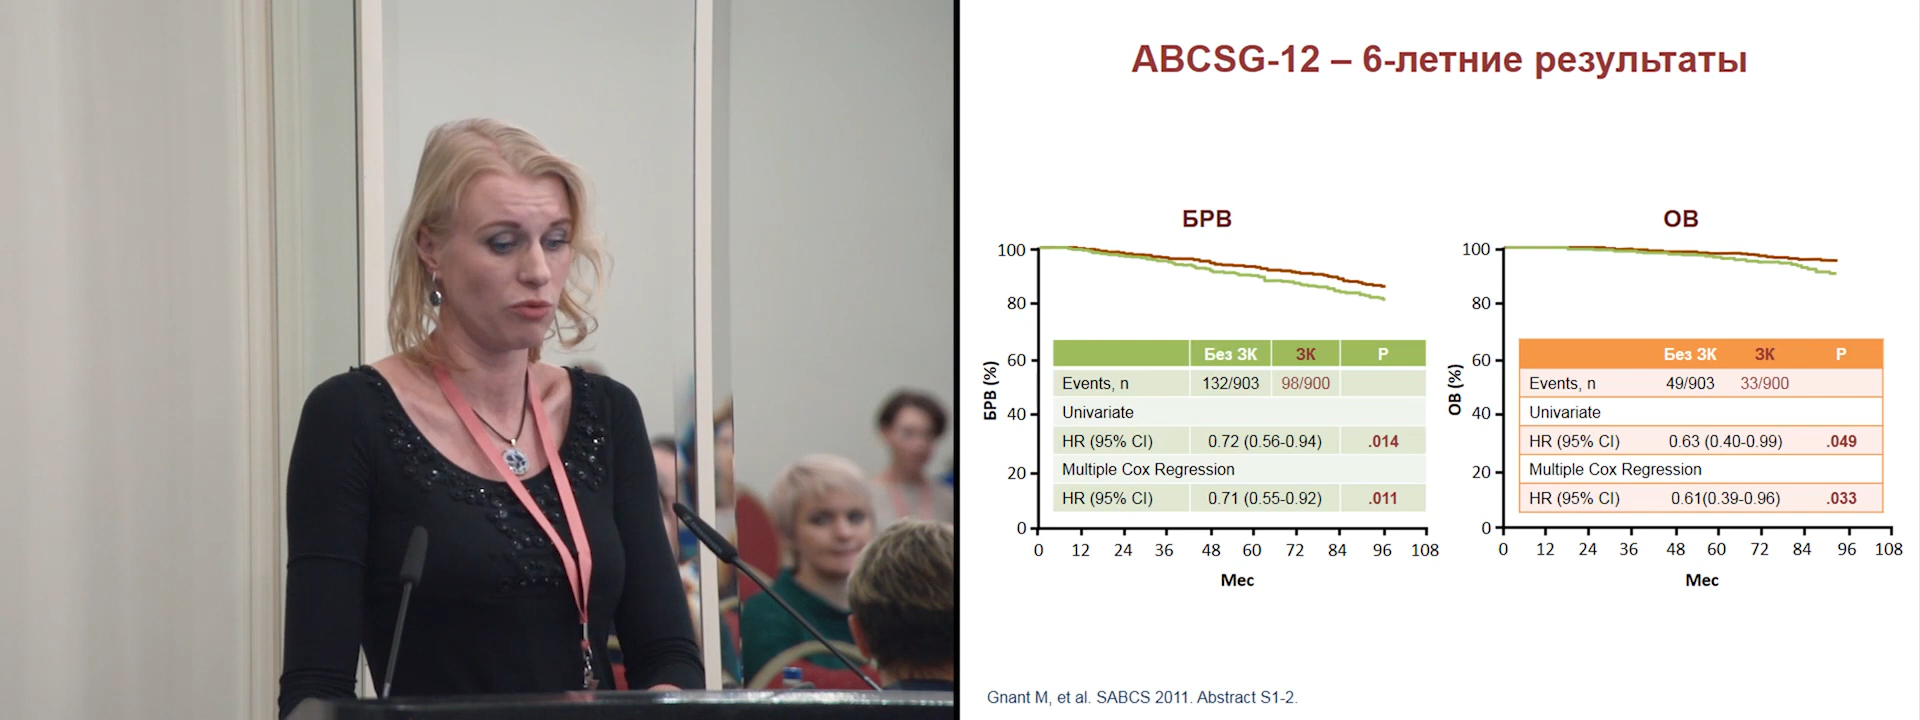 ABCSG-12 – 6-летние результаты
БРВ
100
80
60
40
20
0
БРВ (%)
Без ЗК ЗК P
Events, n 132/903 98/900
Univariate
HR (95% CI) 0.72 (0.56-0.94) .014
Multiple Cox Regression
HR (95% CI) 0.71 (0.55-0.92) .011
0 12 24 36 48 60 72 84 96 108
Мес
ОВ
100
80
60
40
20
0
ОВ (%)
Без ЗК ЗК P
Events, n 49/903 33/900
Univariate
HR (95% CI) 0.63 (0.40-0.99) .049
Multiple Cox Regression
HR (95% CI) 0.61(0.39-0.96) .033
0 12 24 36 48 60 72 84 96 108
Мес
Gnant M, et al. SABCS 2011. Abstract S1-2.